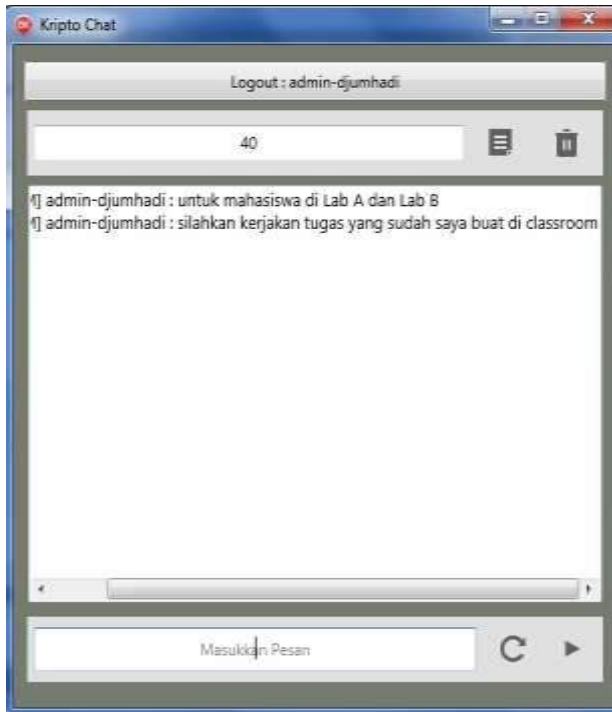 Kripto Chat
Logout : admin-djumhadi
40
] admin-djumhadi : untuk mahasiswa di Lab A dan Lab B
] admin-djumhadi : silahkan kerjakan tugas yang sudah saya buat di classroom
Masukkan Pesan